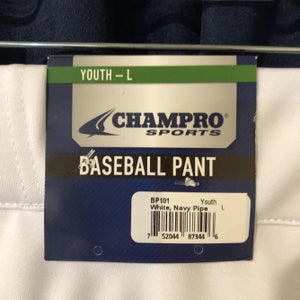 YOUTH – L
CHAMPRO
SPORTS
BASEBALL PANT
BP101 Youth
White, Navy Pipe L
7 52044 87344 6